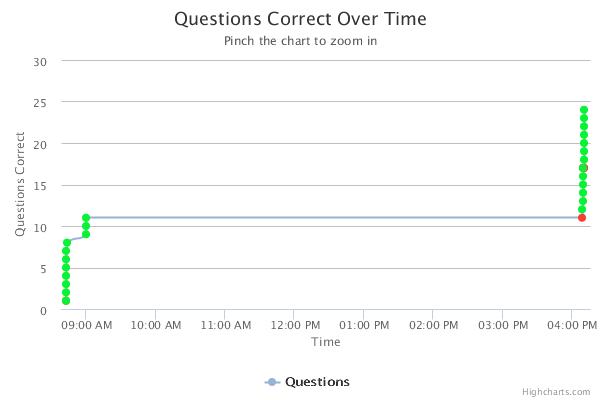 Questions Correct Over Time
Pinch the chart to zoom in
Questions Correct
30
25
20
15
10
5
0
09:00 AM 10:00 AM 11:00 AM 12:00 PM 01:00 PM 02:00 PM 03:00 PM 04:00 PM
Time
Questions
Highcharts.com